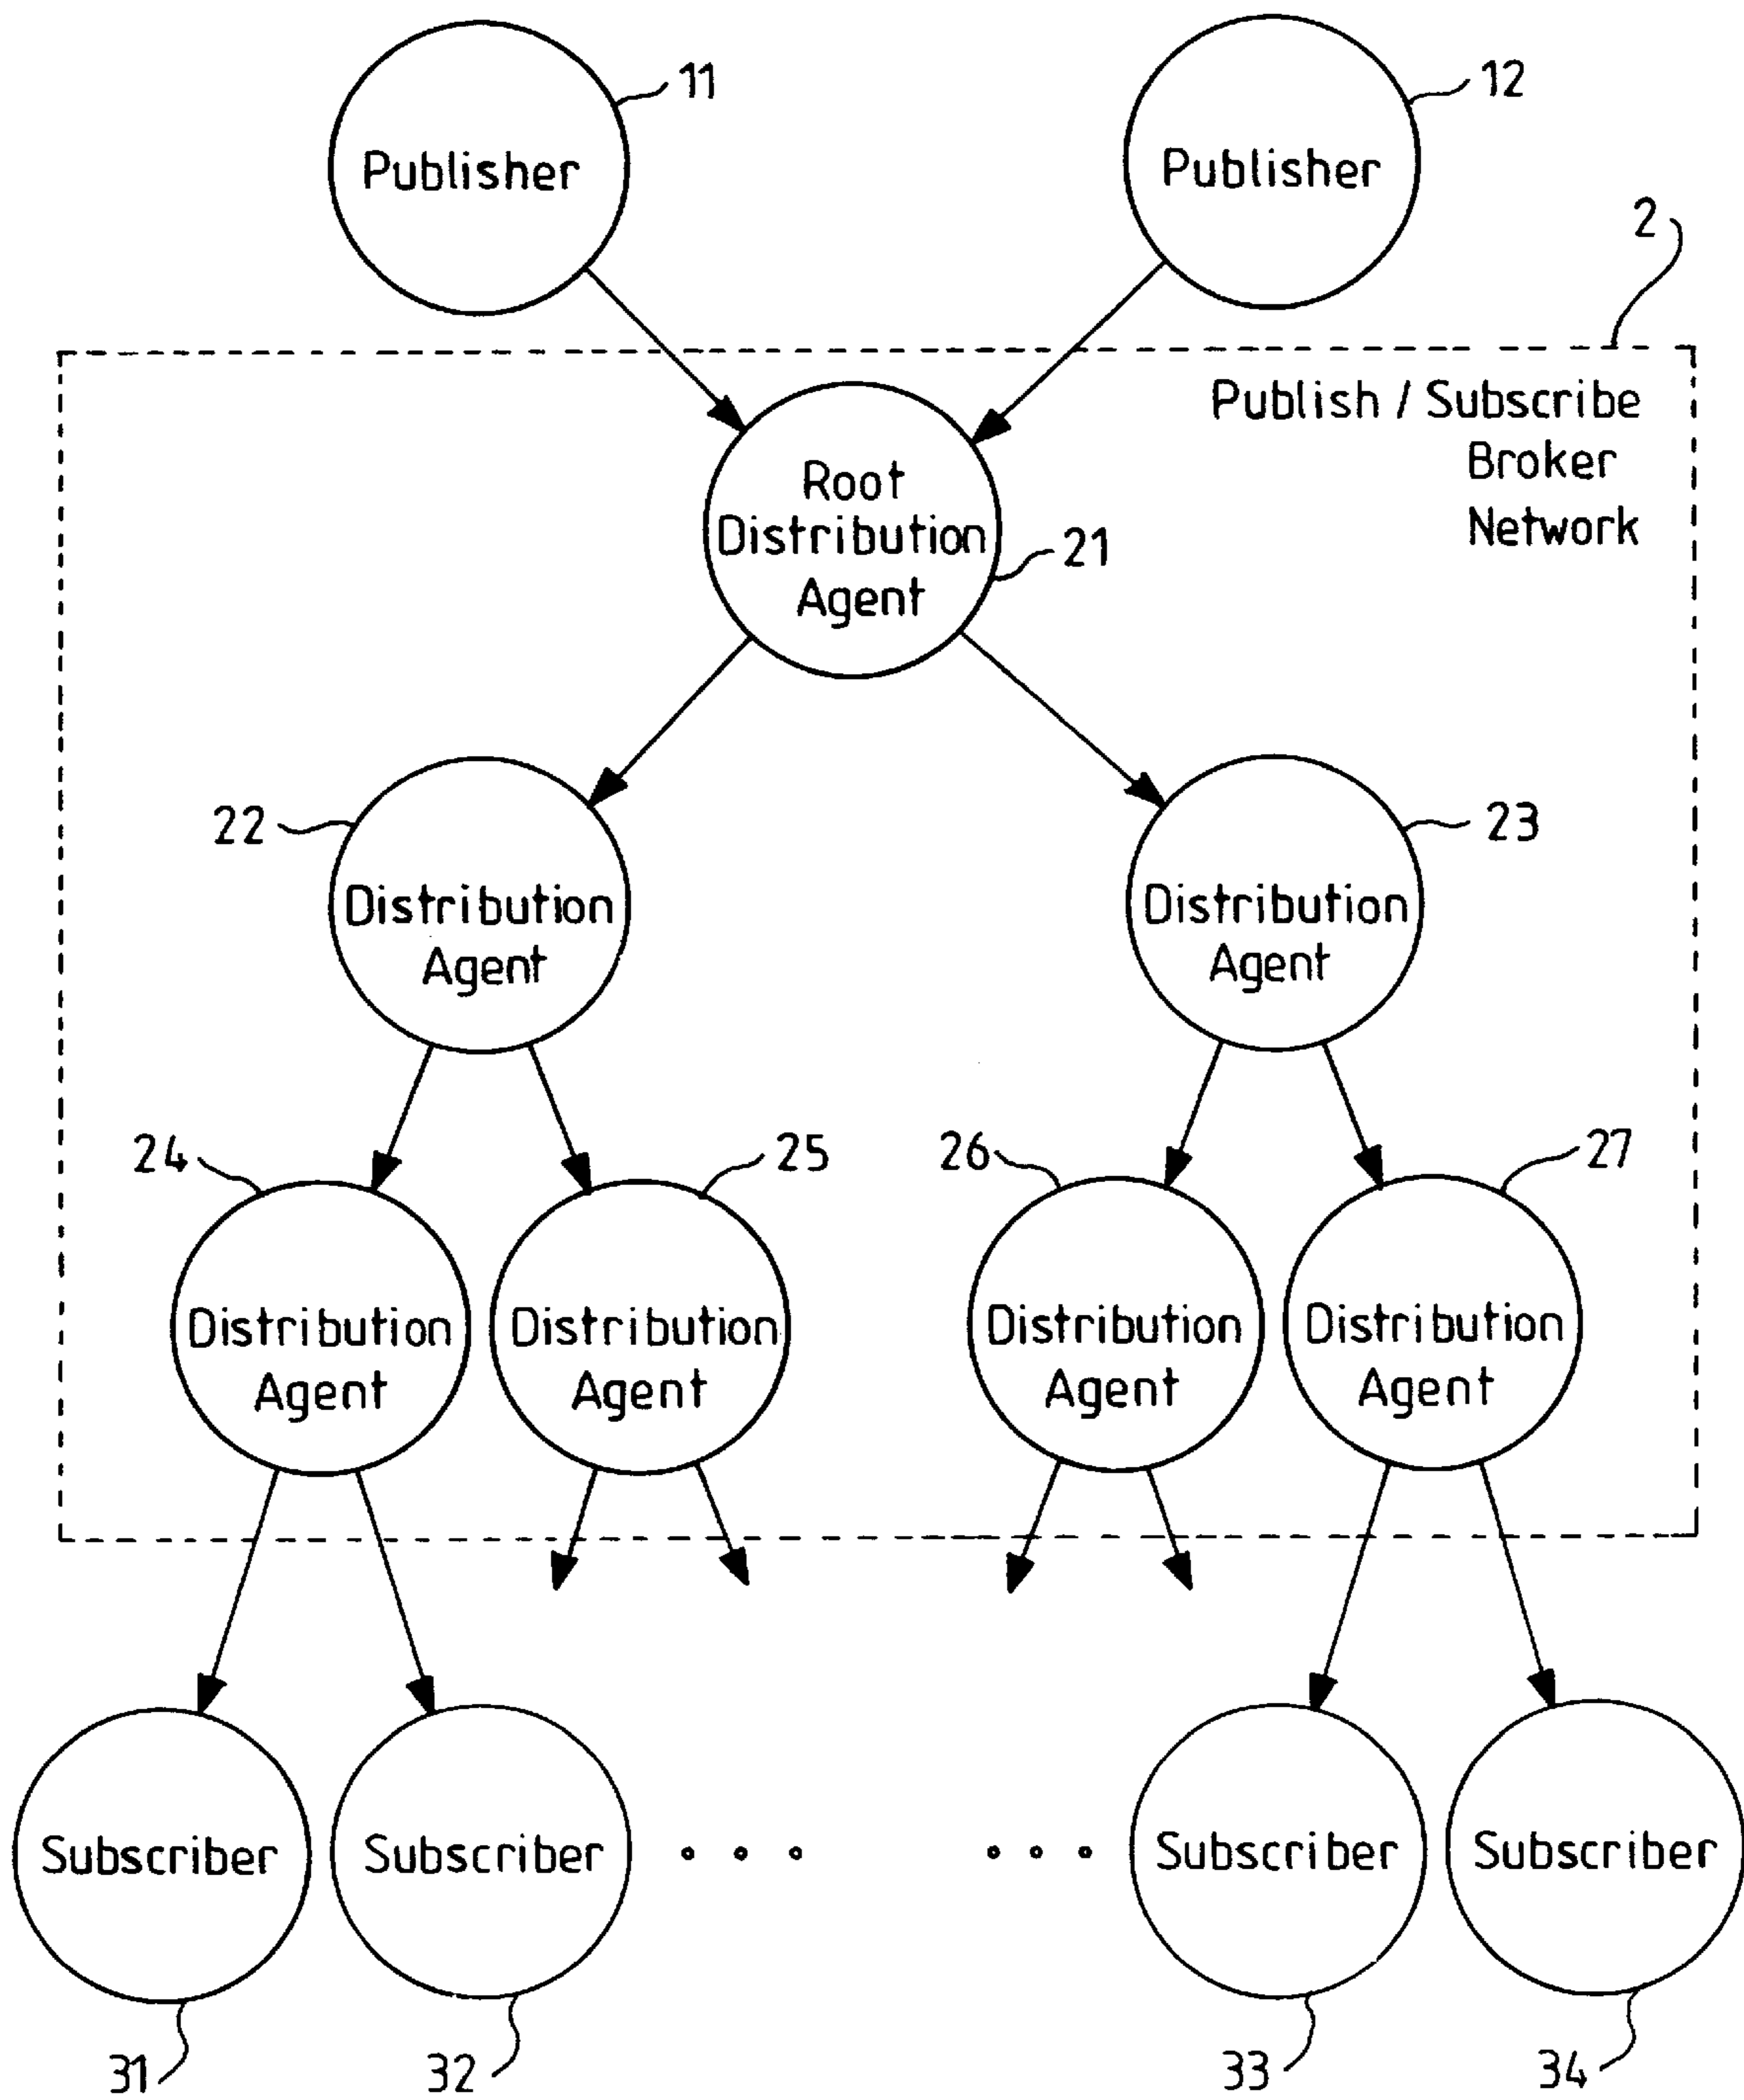 11
12
Publisher
Publisher
2
Publish / Subscribe
Broker
Network
Root
Distribution
Agent
21
22
23
Distribution
Agent
Distribution
Agent
24
25
26
27
Distribution
Agent
Distribution
Agent
Distribution
Agent
Distribution
Agent
Subscriber
Subscriber
Subscriber
Subscriber
31
32
33
34